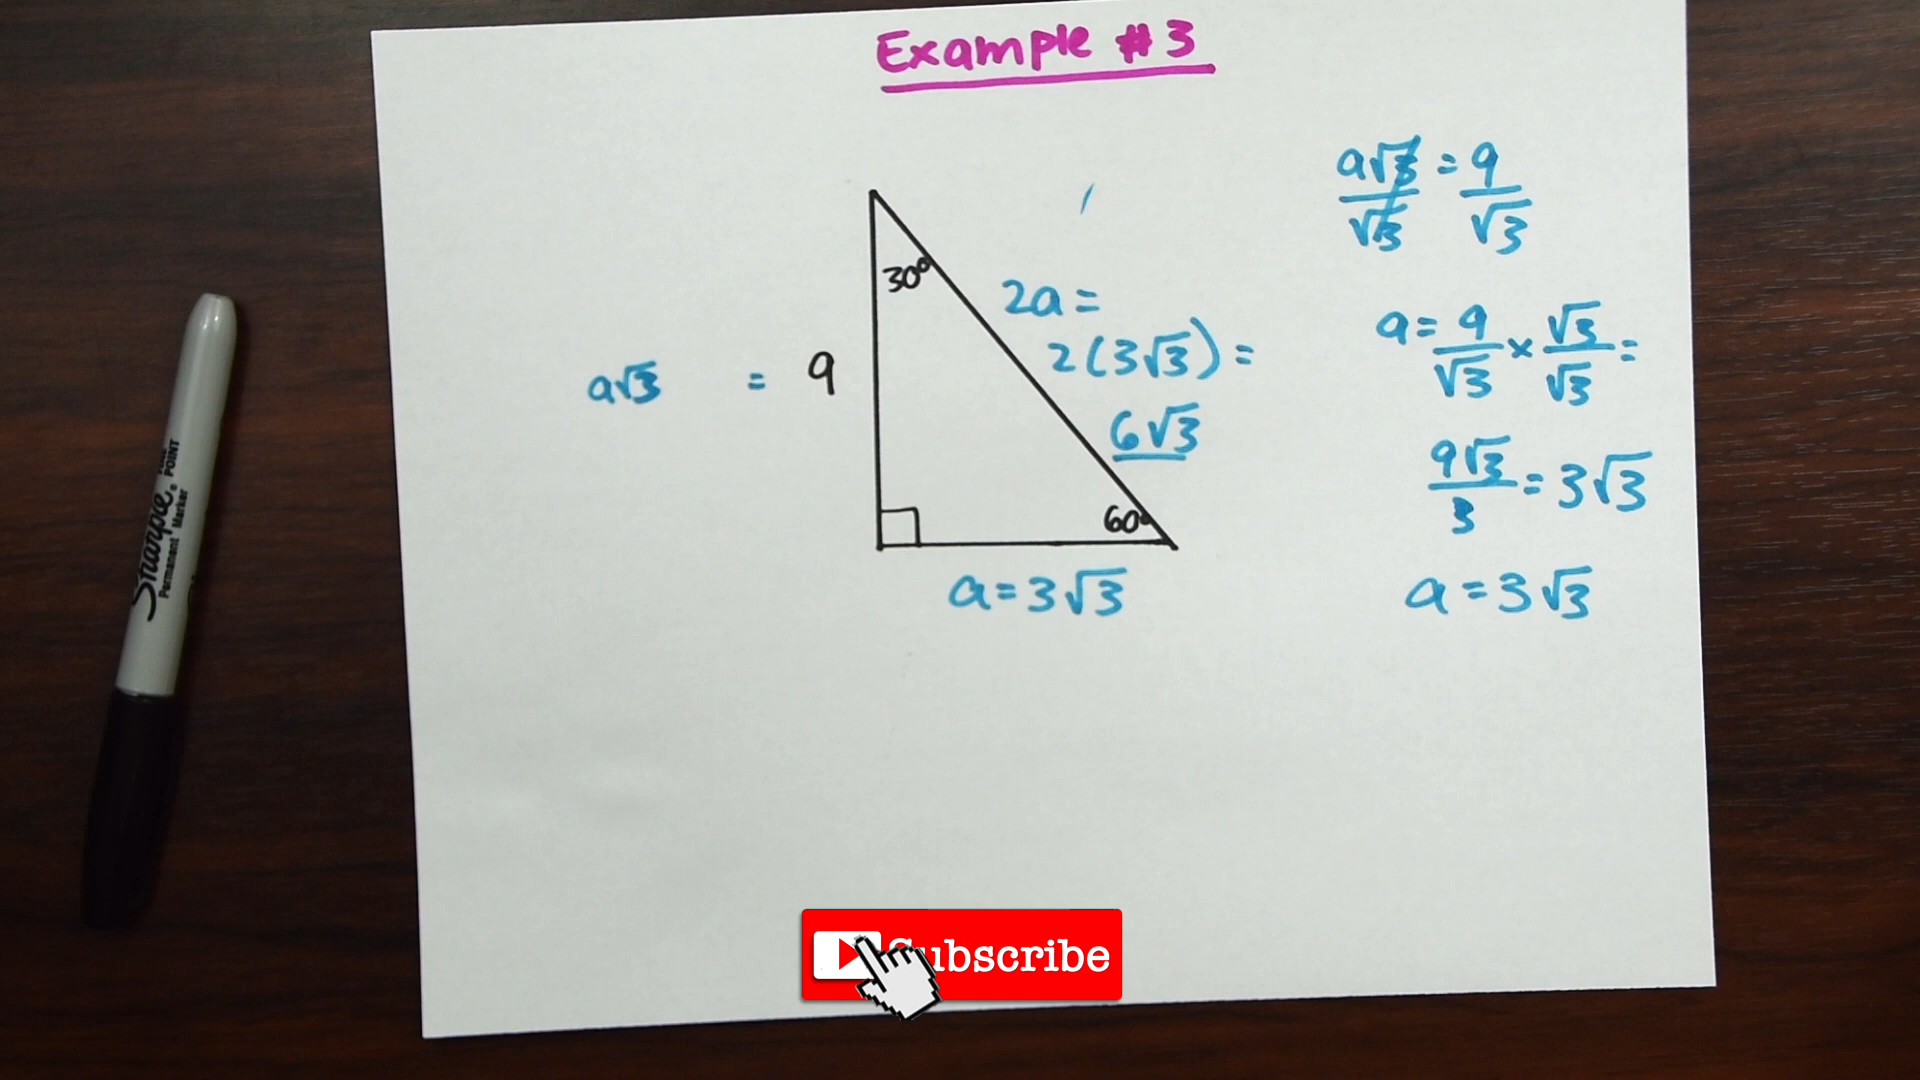 Example #3
a√3 = 9
30°
60°
2a =
2(3√3) =
6√3
a = 3√3
a√3/√3 = 9/√3
a = 9/√3 × √3/√3 =
9√3/3 = 3√3
a = 3√3
Sharpie®
FINE POINT
Permanent Marker
Subscribe